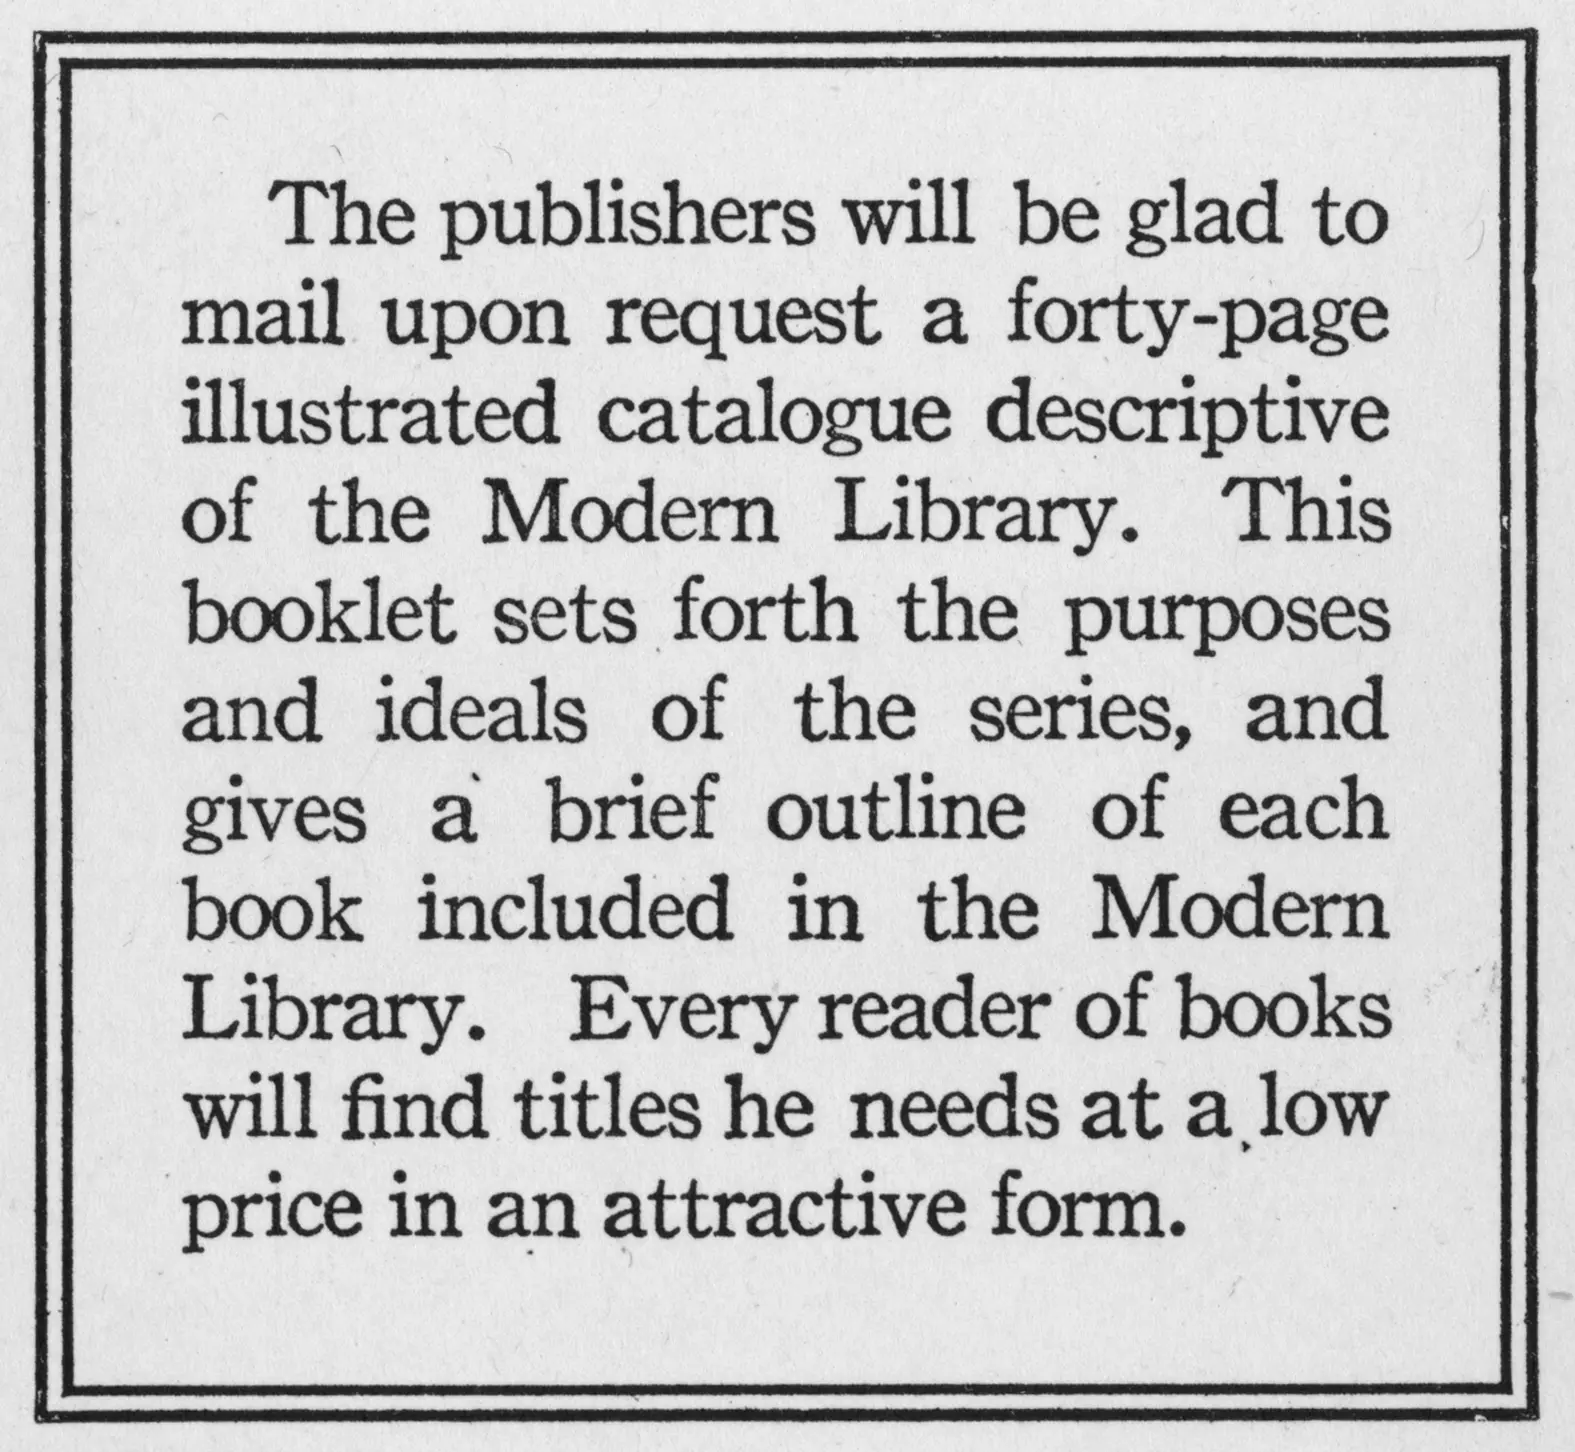 The publishers will be glad to
mail upon request a forty-page
illustrated catalogue descriptive
of the Modern Library. This
booklet sets forth the purposes
and ideals of the series, and
gives a brief outline of each
book included in the Modern
Library. Every reader of books
will find titles he needs at a low
price in an attractive form.